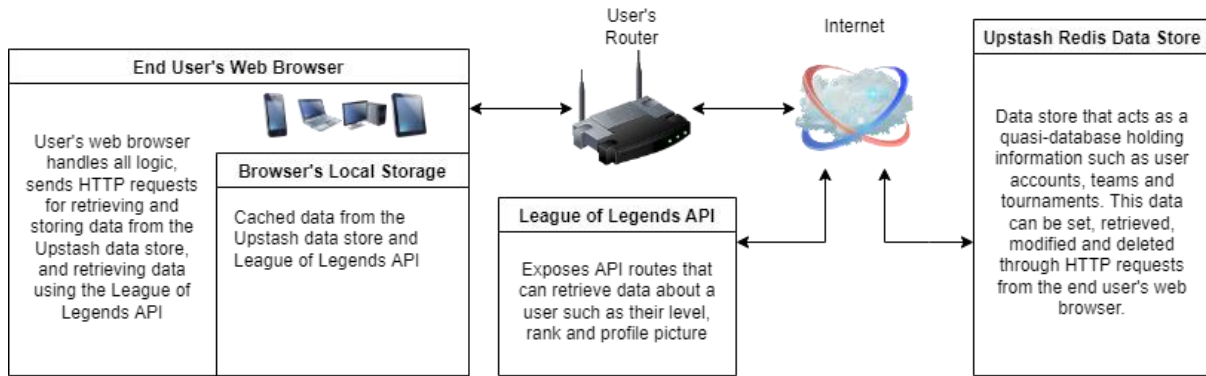 User's
Router
Internet
End User's Web Browser
User's web browser
handles all logic,
sends HTTP requests
for retrieving and
storing data from the
Upstash data store,
and retrieving data
using the League of
Legends API
Browser's Local Storage
Cached data from the
Upstash data store and
League of Legends API
League of Legends API
Exposes API routes that
can retrieve data about a
user such as their level,
rank and profile picture
Upstash Redis Data Store
Data store that acts as a
quasi-database holding
information such as user
accounts, teams and
tournaments. This data
can be set, retrieved,
modified and deleted
through HTTP requests
from the end user's web
browser.